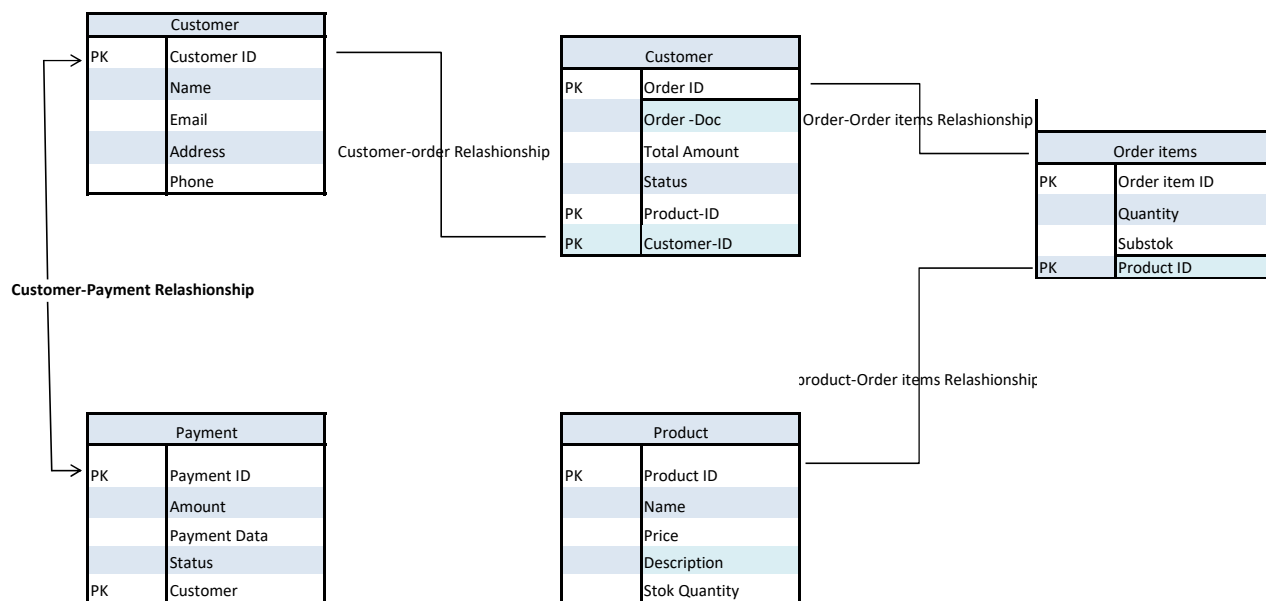 Customer
PK Customer ID
Name
Email
Address
Phone
Customer
PK Order ID
Order -Doc
Total Amount
Status
PK Product-ID
PK Customer-ID
Order items
PK Order item ID
Quantity
Substok
PK Product ID
Customer-order Relashionship
Order-Order items Relashionship
Customer-Payment Relashionship
product-Order items Relashionship
Payment
PK Payment ID
Amount
Payment Data
Status
PK Customer
Product
PK Product ID
Name
Price
Description
Stok Quantity